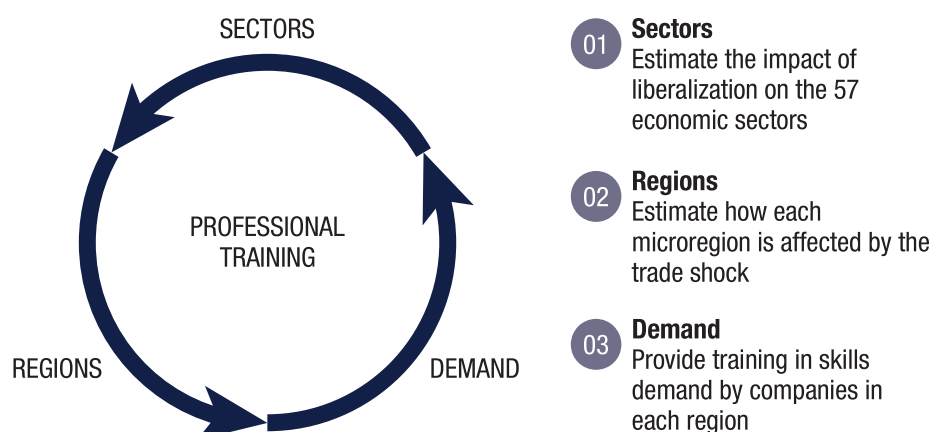 SECTORS
PROFESSIONAL
TRAINING
REGIONS
DEMAND
01
Sectors
Estimate the impact of
liberalization on the 57
economic sectors
02
Regions
Estimate how each
microregion is affected by the
trade shock
03
Demand
Provide training in skills
demand by companies in
each region